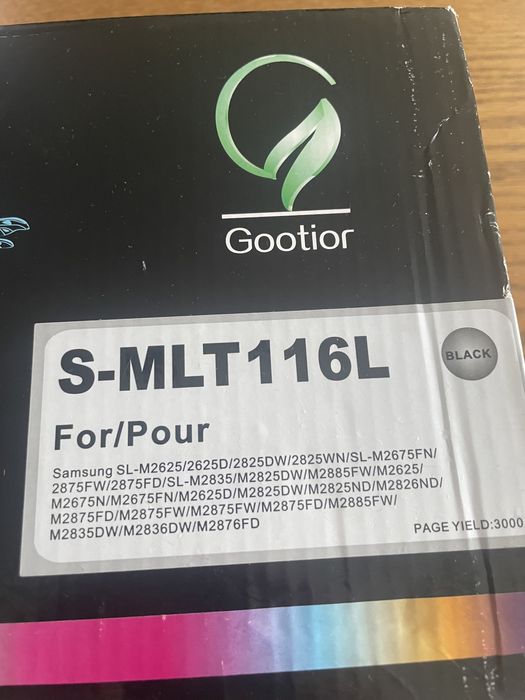 Gootior
S-MLT116L
BLACK
For/Pour
Samsung SL-M2625/2625D/2825DW/2825WN/SL-M2675FN/
2875FW/2875FD/SL-M2835/M2825DW/M2885FW/M2625/
M2675N/M2675FN/M2625D/M2825DW/M2825ND/M2826ND/
M2875FD/M2875FW/M2875FW/M2875FD/M2885FW/
M2835DW/M2836DW/M2876FD
PAGE YIELD:3000